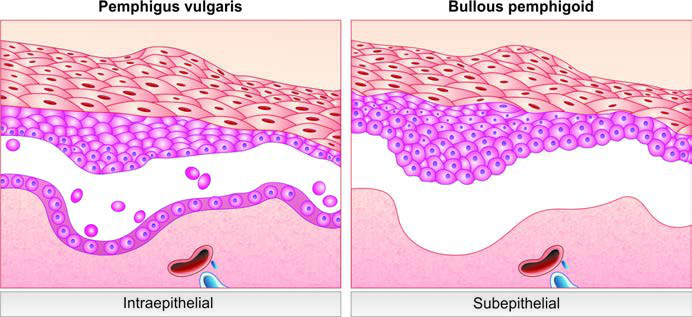 Pemphigus vulgaris
Bullous pemphigoid
Intraepithelial
Subepithelial